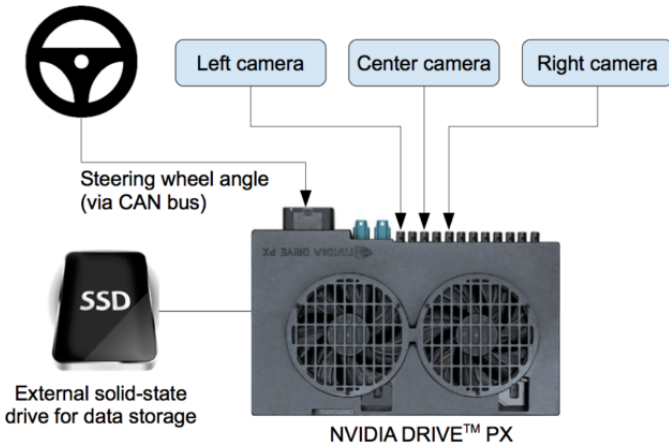 Left camera
Center camera
Right camera
Steering wheel angle
(via CAN bus)
NVIDIA DRIVE PX
SSD
External solid-state
drive for data storage
NVIDIA DRIVE™ PX